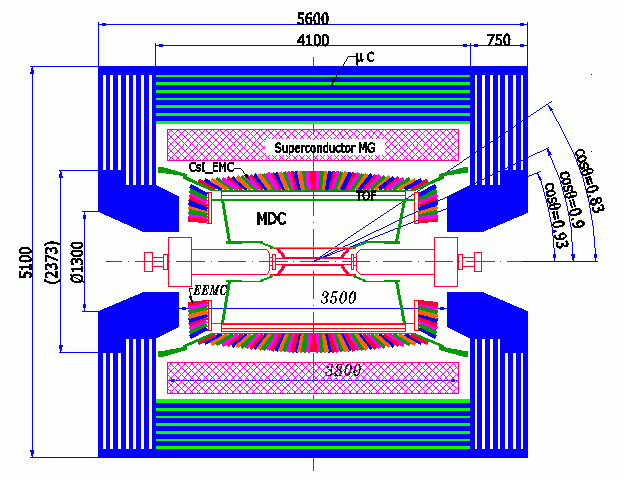 5600
4100
750
μ C
Superconductor MG
CsI_EMC
TOF
MDC
cosθ=0.83
cosθ=0.9
cosθ=0.93
5100
(2373)
Ø1300
EEMC
3500
3800